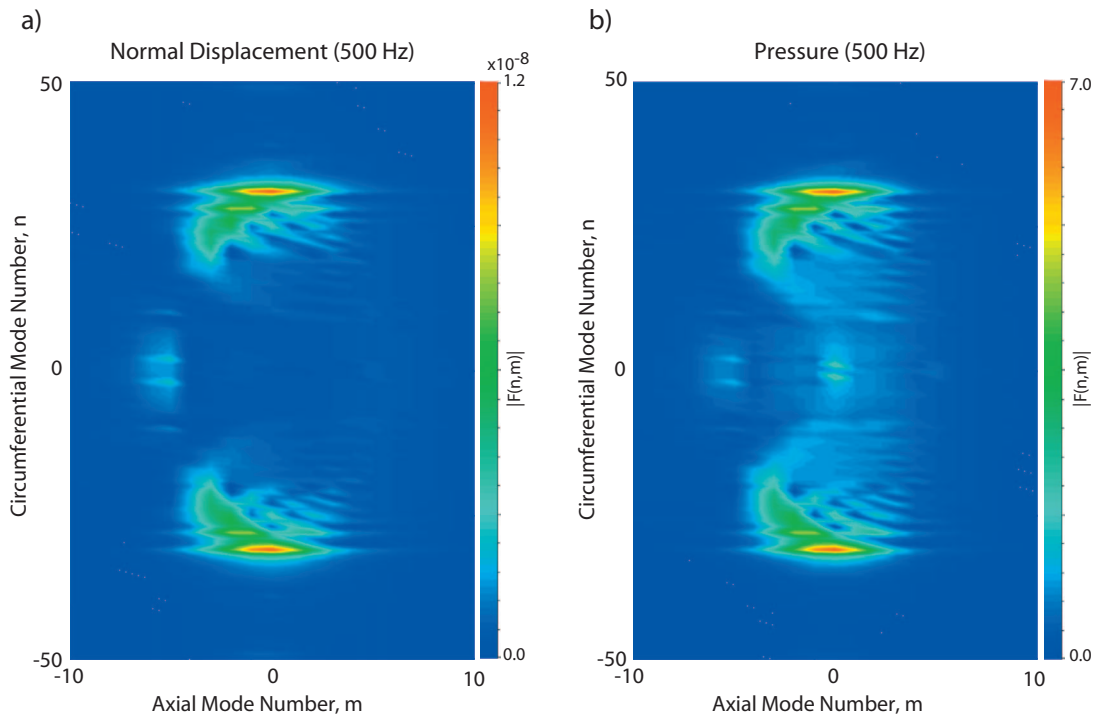 a)
Normal Displacement (500 Hz)
x10-8
1.2
50
0
-50
Circumferential Mode Number, n
-10
0
10
Axial Mode Number, m
|F(n,m)|
0.0
b)
Pressure (500 Hz)
7.0
50
0
-50
Circumferential Mode Number, n
-10
0
10
Axial Mode Number, m
|F(n,m)|
0.0